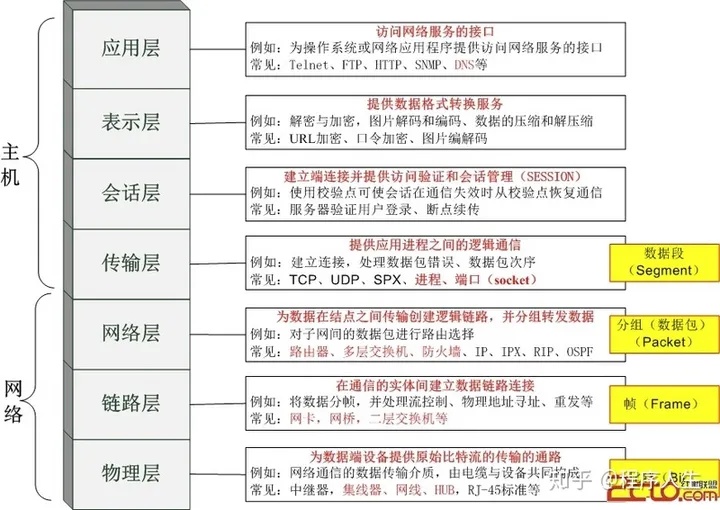 应用层
访问网络服务的接口
例如：为操作系统或网络应用程序提供访问网络服务的接口
常见：Telnet、FTP、HTTP、SNMP、DNS等
表示层
提供数据格式转换服务
例如：解密与加密，图片解码和编码、数据的压缩和解压缩
常见：URL加密、口令加密、图片编解码
主机
会话层
建立端连接并提供访问验证和会话管理（SESSION）
例如：使用校验点可使会话在通信失效时从校验点恢复通信
常见：服务器验证用户登录、断点续传
传输层
提供应用进程之间的逻辑通信
例如：建立连接，处理数据包错误、数据包次序
常见：TCP、UDP、SPX、进程、端口（socket）
数据段
（Segment）
网络层
为数据在结点之间传输创建逻辑链路，并分组转发数据
例如：对子网间的数据包进行路由选择
常见：路由器、多层交换机、防火墙、IP、IPX、RIP、OSPF
分组（数据包）
（Packet）
网络
链路层
在通信的实体间建立数据链路连接
例如：将数据分帧，并处理流控制、物理地址寻址、重发等
常见：网卡，网桥，二层交换机等
帧（Frame）
物理层
为数据端设备提供原始比特流的传输的通路
例如：网络通信的数据传输介质，由电缆与设备共同构成
常见：中继器，集线器、网线、HUB，RJ-45标准等
知乎 @程序人生